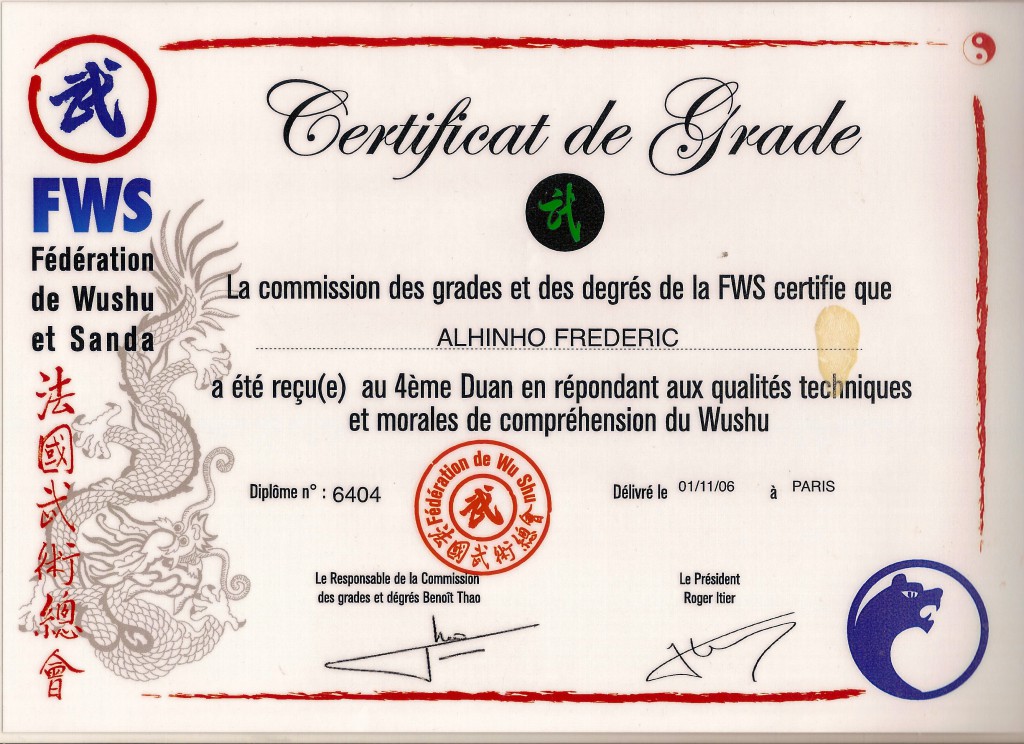 武
FWS
Fédération
de Wushu
et Sanda
法國武術總會
Certificat de Grade
武
La commission des grades et des degrés de la FWS certifie que
ALHINHO FREDERIC
a été reçu(e) au 4ème Duan en répondant aux qualités techniques
et morales de compréhension du Wushu
Diplôme n° : 6404
Fédération de Wu Shu
武
法國武術總會
Délivré le 01/11/06 à PARIS
Le Responsable de la Commission
des grades et dégrés Benoît Thao
Le Président
Roger Itier